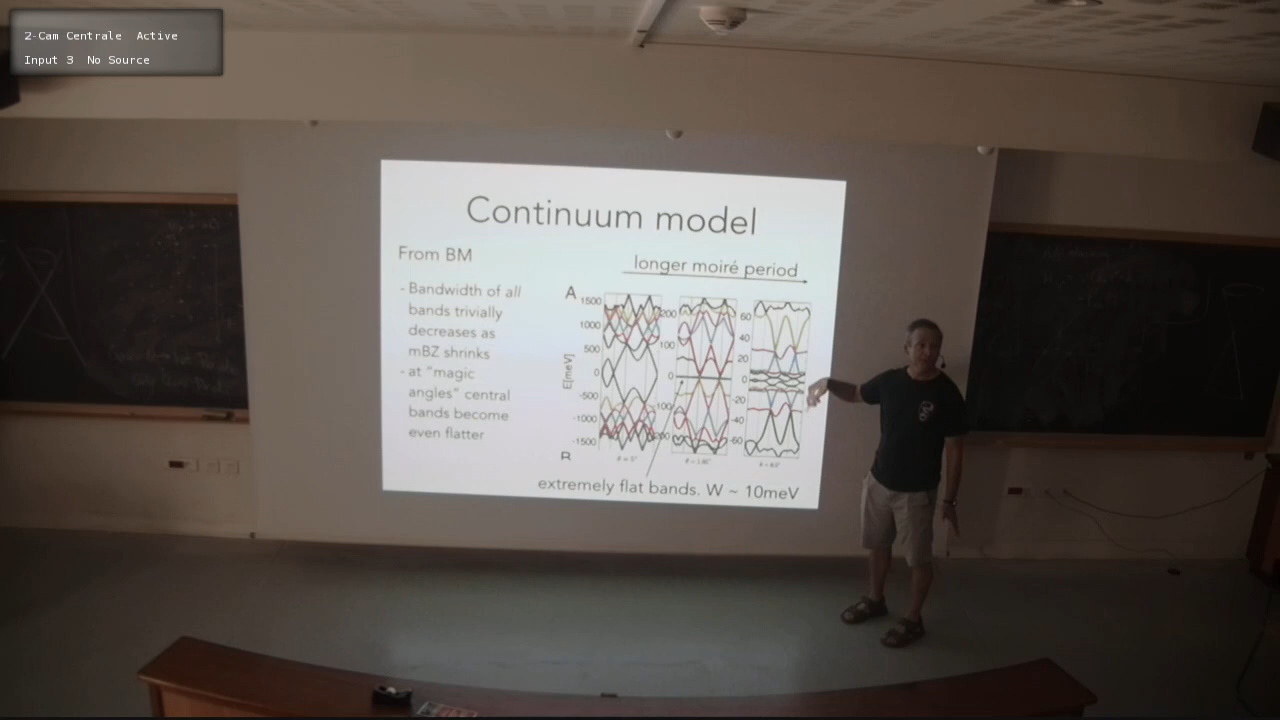 2-Cam Centrale  Active
Input 3  No Source
Continuum model
From BM
longer moiré period
- Bandwidth of all
bands trivially
decreases as
mBZ shrinks
- at "magic
angles" central
bands become
even flatter
A
E[meV]
1500
1000
500
0
-500
-1000
-1500
200
100
0
60
40
20
0
-20
-40
-60
extremely flat bands. W ~ 10meV